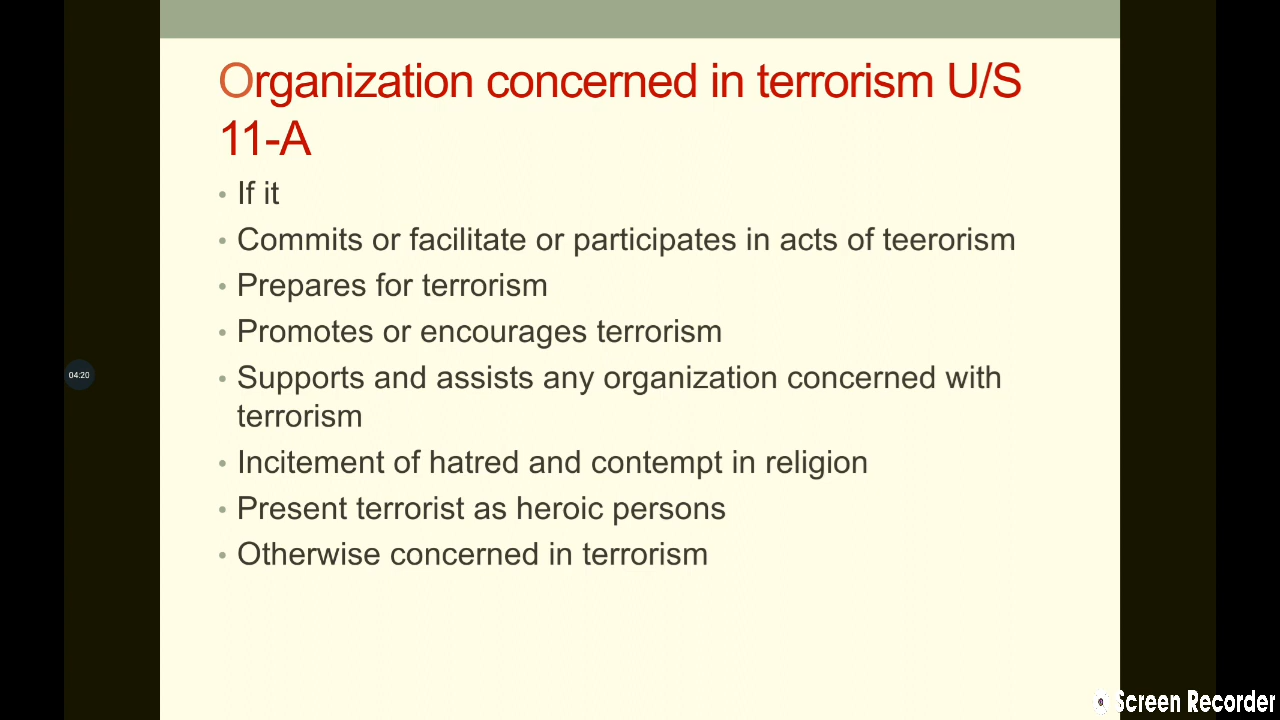 Organization concerned in terrorism U/S
11-A
• If it
• Commits or facilitate or participates in acts of teerorism
• Prepares for terrorism
• Promotes or encourages terrorism
• Supports and assists any organization concerned with
terrorism
• Incitement of hatred and contempt in religion
• Present terrorist as heroic persons
• Otherwise concerned in terrorism
04:20
Screen Recorder